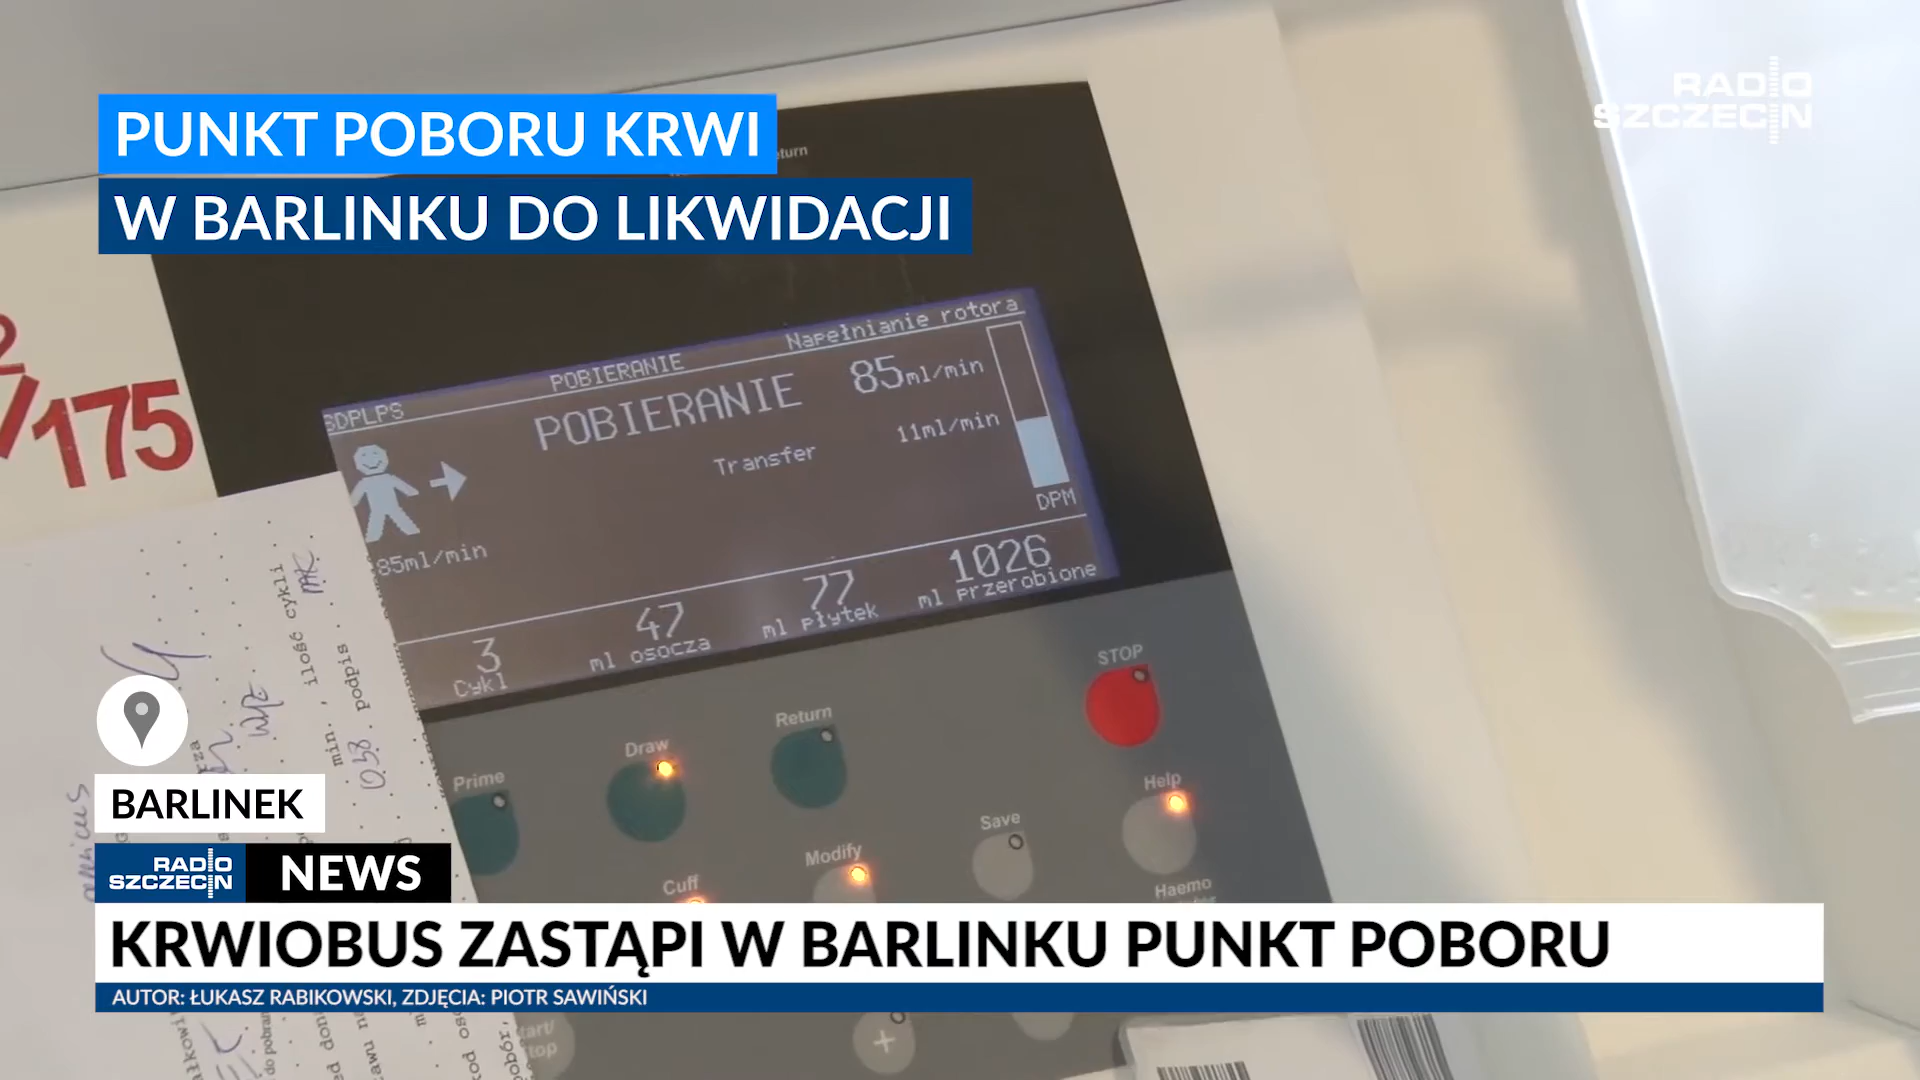 PUNKT POBORU KRWI
W BARLINKU DO LIKWIDACJI
RADIO
SZCZECIN
2
/175
SDPLPS
POBIERANIE
Napełnianie rotora
POBIERANIE
85ml/min
Transfer
11ml/min
DPM
85ml/min
3
Cykl
47
ml osocza
77
ml płytek
1026
ml przerobione
STOP
Return
Draw
Prime
Help
Save
Modify
Cuff
Haemo
min. , ilość cykli
podpis
BARLINEK
RADIO
SZCZECIN
NEWS
KRWIOBUS ZASTĄPI W BARLINKU PUNKT POBORU
AUTOR: ŁUKASZ RABIKOWSKI, ZDJĘCIA: PIOTR SAWIŃSKI
+